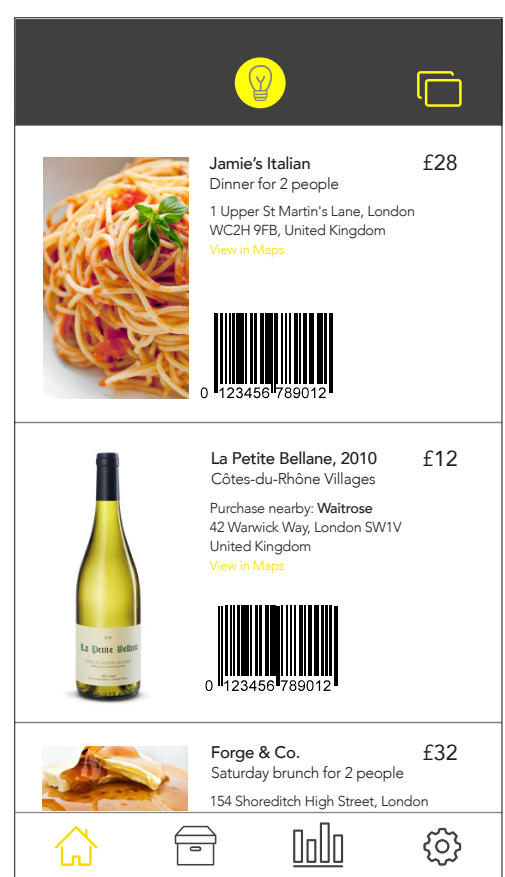 Jamie's Italian
£28
Dinner for 2 people
1 Upper St Martin's Lane, London
WC2H 9FB, United Kingdom
View in Maps
0 123456 789012
La Petite Bellane, 2010
£12
Côtes-du-Rhône Villages
Purchase nearby: Waitrose
42 Warwick Way, London SW1V
United Kingdom
View in Maps
La Petite Bellane
0 123456 789012
Forge & Co.
£32
Saturday brunch for 2 people
154 Shoreditch High Street, London